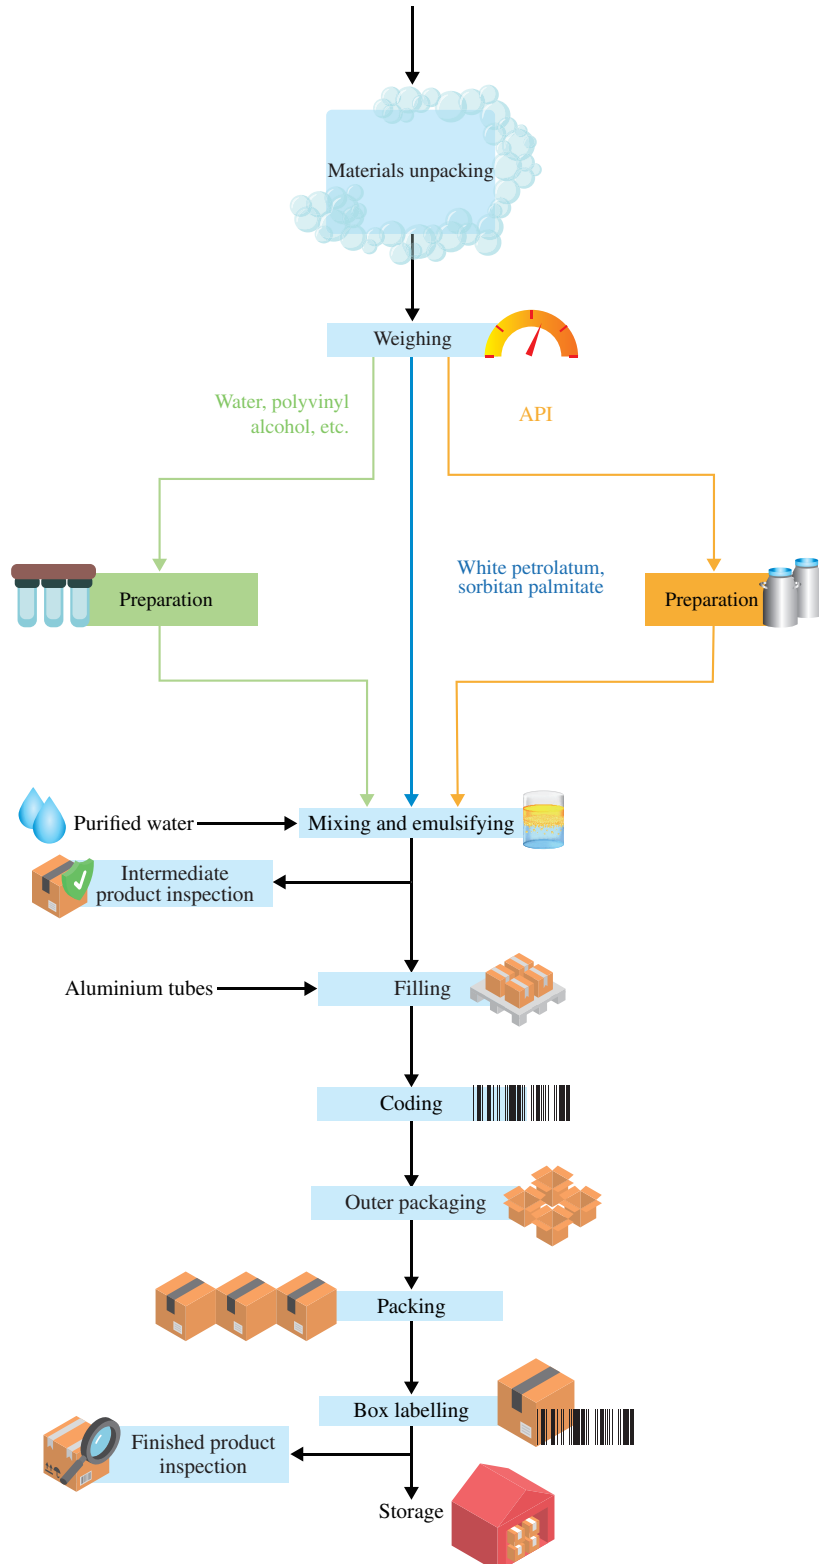 Materials unpacking
Weighing
Water, polyvinyl
alcohol, etc.
API
White petrolatum,
sorbitan palmitate
Preparation
Preparation
Purified water
Mixing and emulsifying
Intermediate
product inspection
Aluminium tubes
Filling
Coding
Outer packaging
Packing
Box labelling
Finished product
inspection
Storage